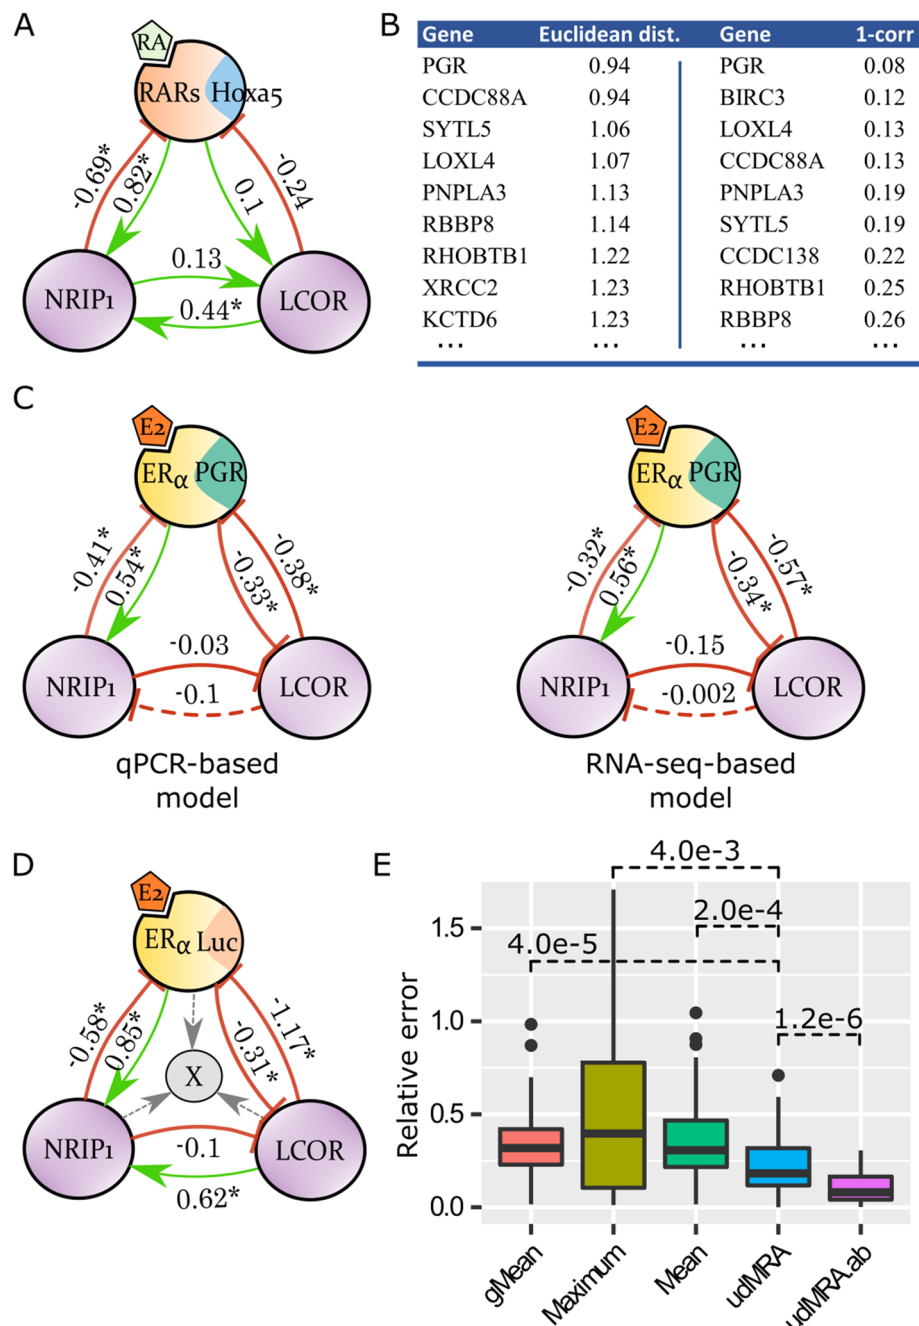 A
RA
RARs Hoxa5
-0.69*
0.82*
0.1
-0.24
NRIP1
0.13
0.44*
LCOR
B
Gene Euclidean dist. Gene 1-corr
PGR 0.94 PGR 0.08
CCDC88A 0.94 BIRC3 0.12
SYTL5 1.06 LOXL4 0.13
LOXL4 1.07 CCDC88A 0.13
PNPLA3 1.13 PNPLA3 0.19
RBBP8 1.14 SYTL5 0.19
RHOBTB1 1.22 CCDC138 0.22
XRCC2 1.23 RHOBTB1 0.25
KCTD6 1.23 RBBP8 0.26
... ... ... ...
C
E2
ERα PGR
-0.41*
0.54*
-0.33*
-0.38*
NRIP1
-0.03
-0.1
LCOR
qPCR-based
model
E2
ERα PGR
-0.32*
0.56*
-0.34*
-0.57*
NRIP1
-0.15
-0.002
LCOR
RNA-seq-based
model
D
E2
ERα Luc
-0.58*
0.85*
-0.31*
-1.17*
X
NRIP1
-0.1
0.62*
LCOR
E
4.0e-3
2.0e-4
4.0e-5
1.2e-6
Relative error
1.5
1.0
0.5
0.0
gMean
Maximum
Mean
udMRA
udMRA.ab